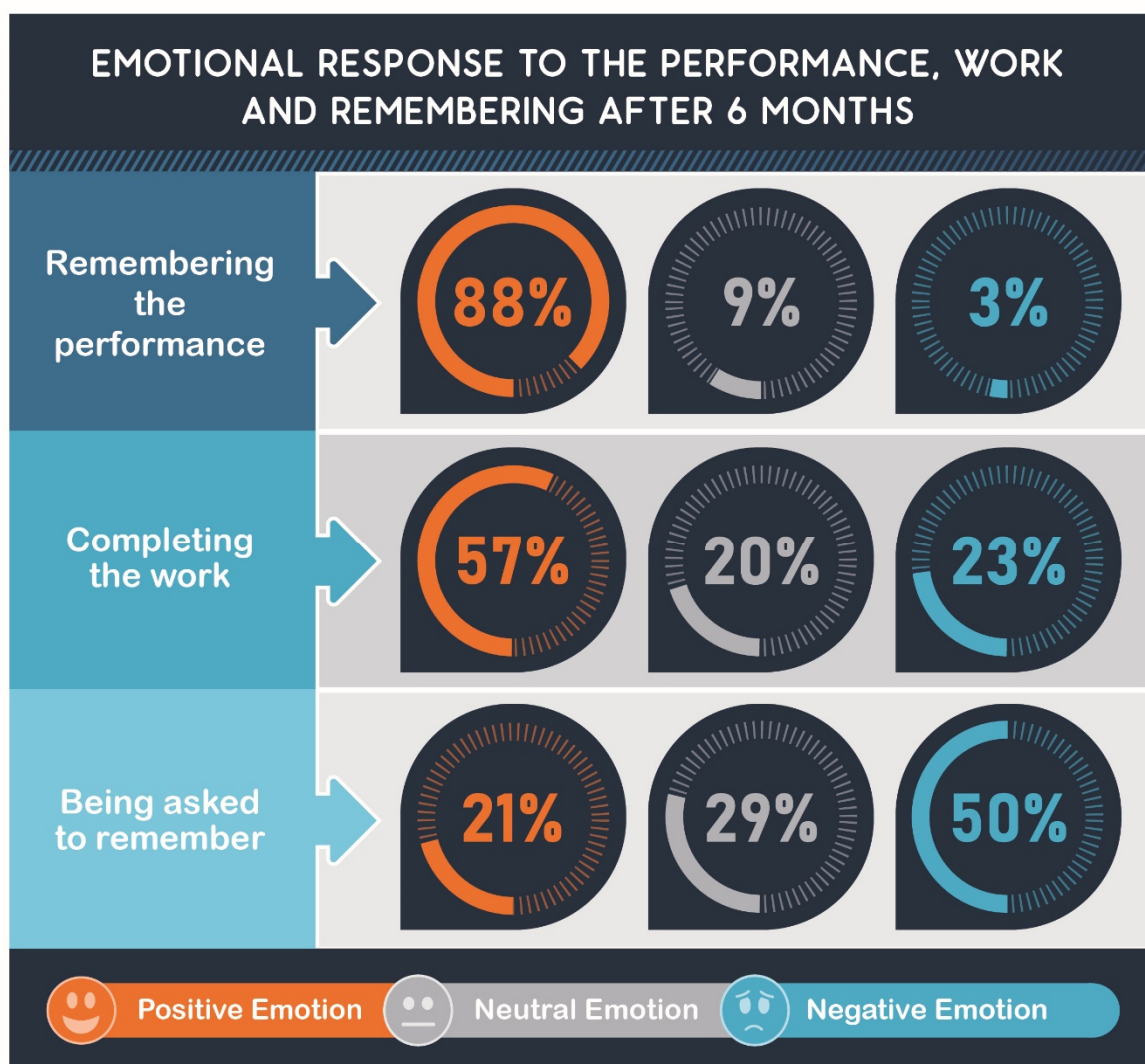 EMOTIONAL RESPONSE TO THE PERFORMANCE, WORK
AND REMEMBERING AFTER 6 MONTHS
Remembering
the
performance
88%
9%
3%
Completing
the work
57%
20%
23%
Being asked
to remember
21%
29%
50%
Positive Emotion
Neutral Emotion
Negative Emotion